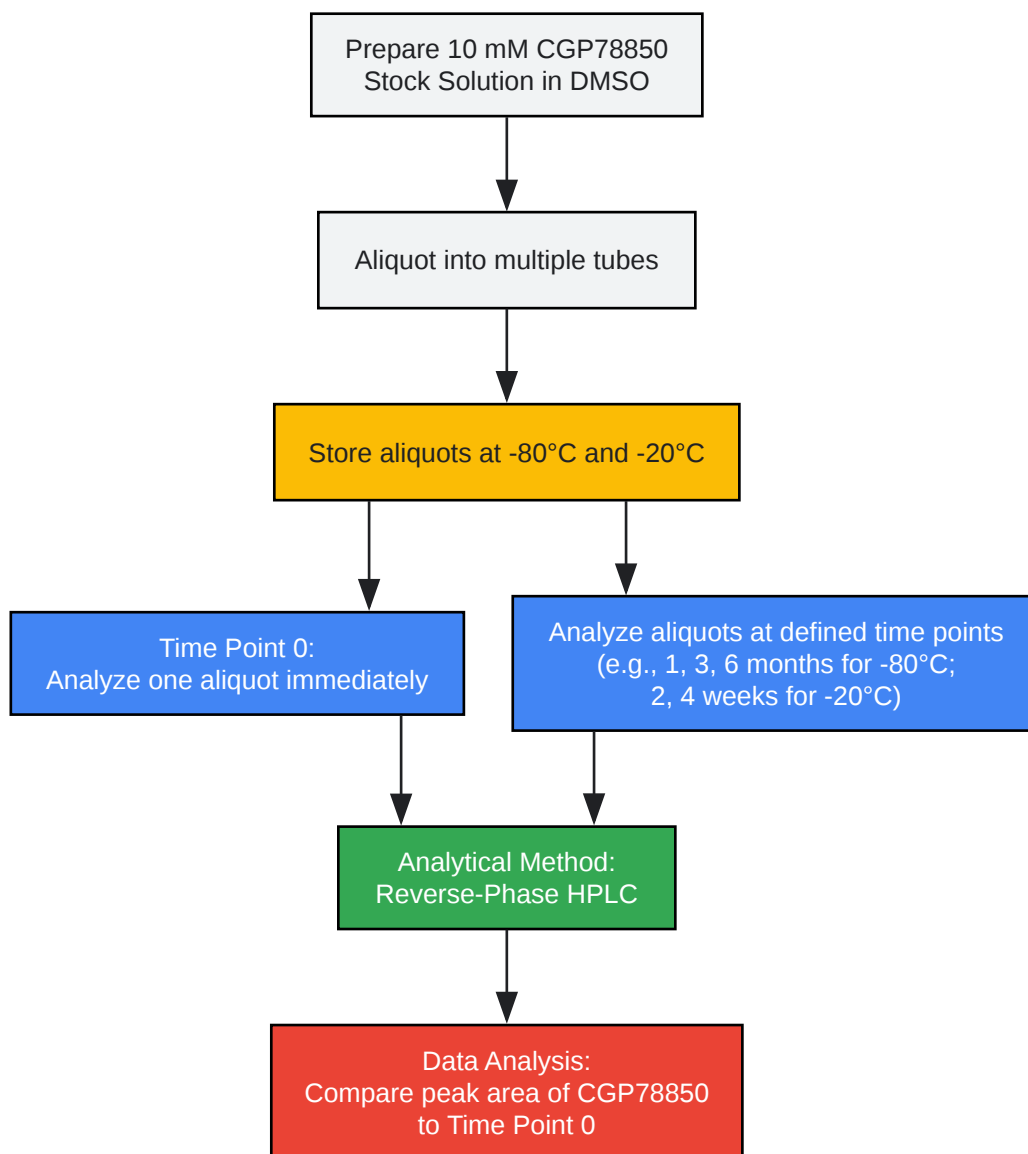 Prepare 10 mM CGP78850
Stock Solution in DMSO
Aliquot into multiple tubes
Store aliquots at -80°C and -20°C
Time Point 0:
Analyze one aliquot immediately
Analyze aliquots at defined time points
(e.g., 1, 3, 6 months for -80°C;
2, 4 weeks for -20°C)
Analytical Method:
Reverse-Phase HPLC
Data Analysis:
Compare peak area of CGP78850
to Time Point 0